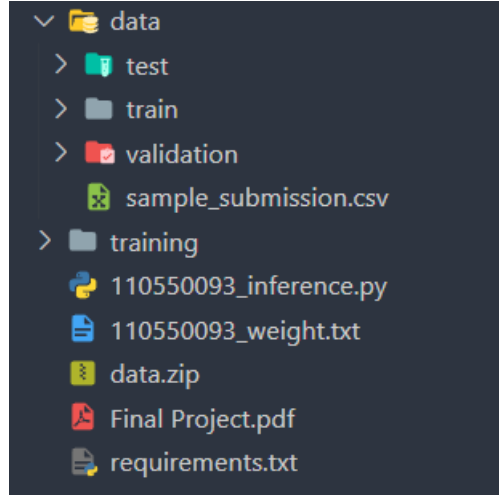 data
test
train
validation
sample_submission.csv
training
110550093_inference.py
110550093_weight.txt
data.zip
Final Project.pdf
requirements.txt